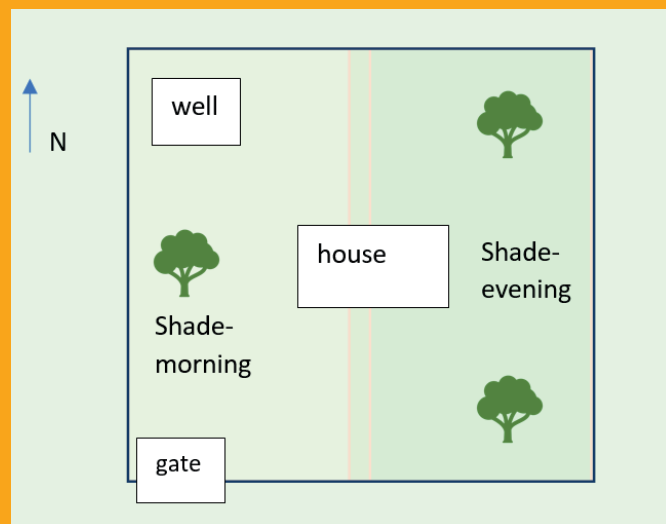 well
N
house
Shade-
evening
Shade-
morning
gate